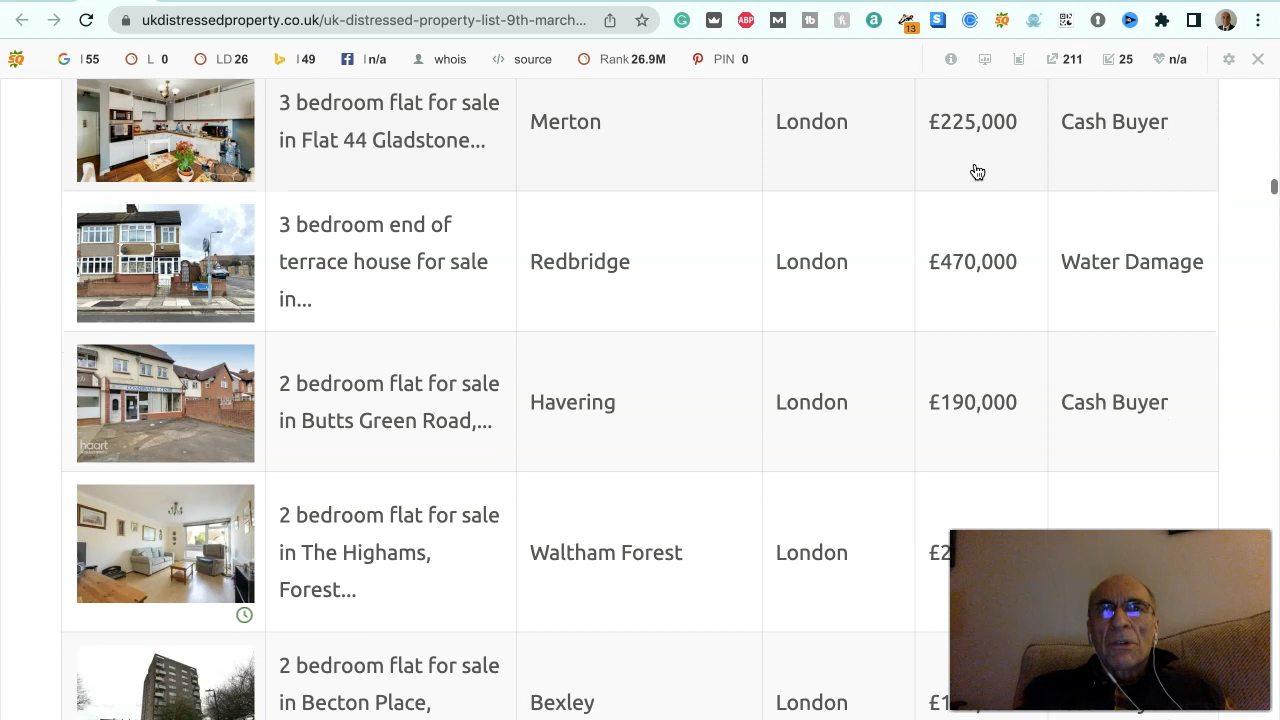 ukdistressedproperty.co.uk/uk-distressed-property-list-9th-march...
ABP
13
SQ
I 55
L 0
LD 26
I 49
I n/a
whois
source
Rank 26.9M
PIN 0
211
25
n/a
3 bedroom flat for sale
in Flat 44 Gladstone...
Merton
London
£225,000
Cash Buyer
3 bedroom end of
terrace house for sale
in...
Redbridge
London
£470,000
Water Damage
2 bedroom flat for sale
in Butts Green Road,...
Havering
London
£190,000
Cash Buyer
haart
2 bedroom flat for sale
in The Highams,
Forest...
Waltham Forest
London
2 bedroom flat for sale
in Becton Place,
Bexley
London